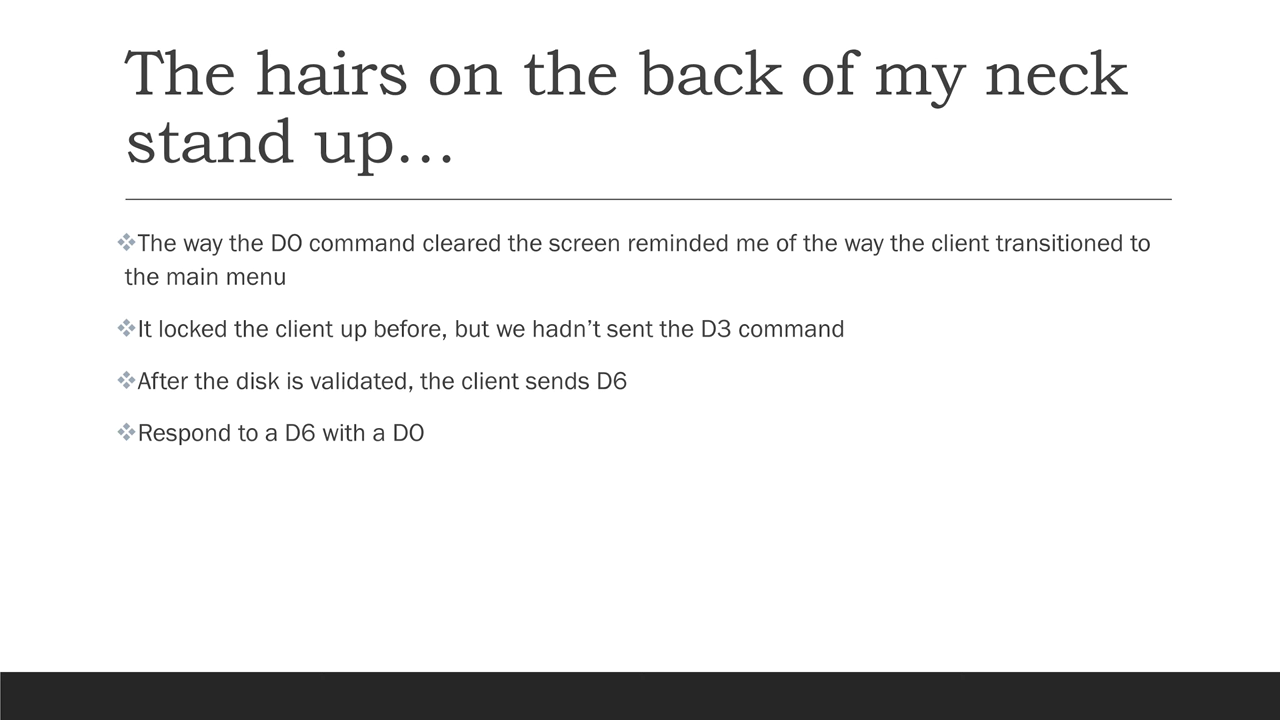 The hairs on the back of my neck
stand up…
❖The way the DO command cleared the screen reminded me of the way the client transitioned to
the main menu
❖It locked the client up before, but we hadn’t sent the D3 command
❖After the disk is validated, the client sends D6
❖Respond to a D6 with a DO